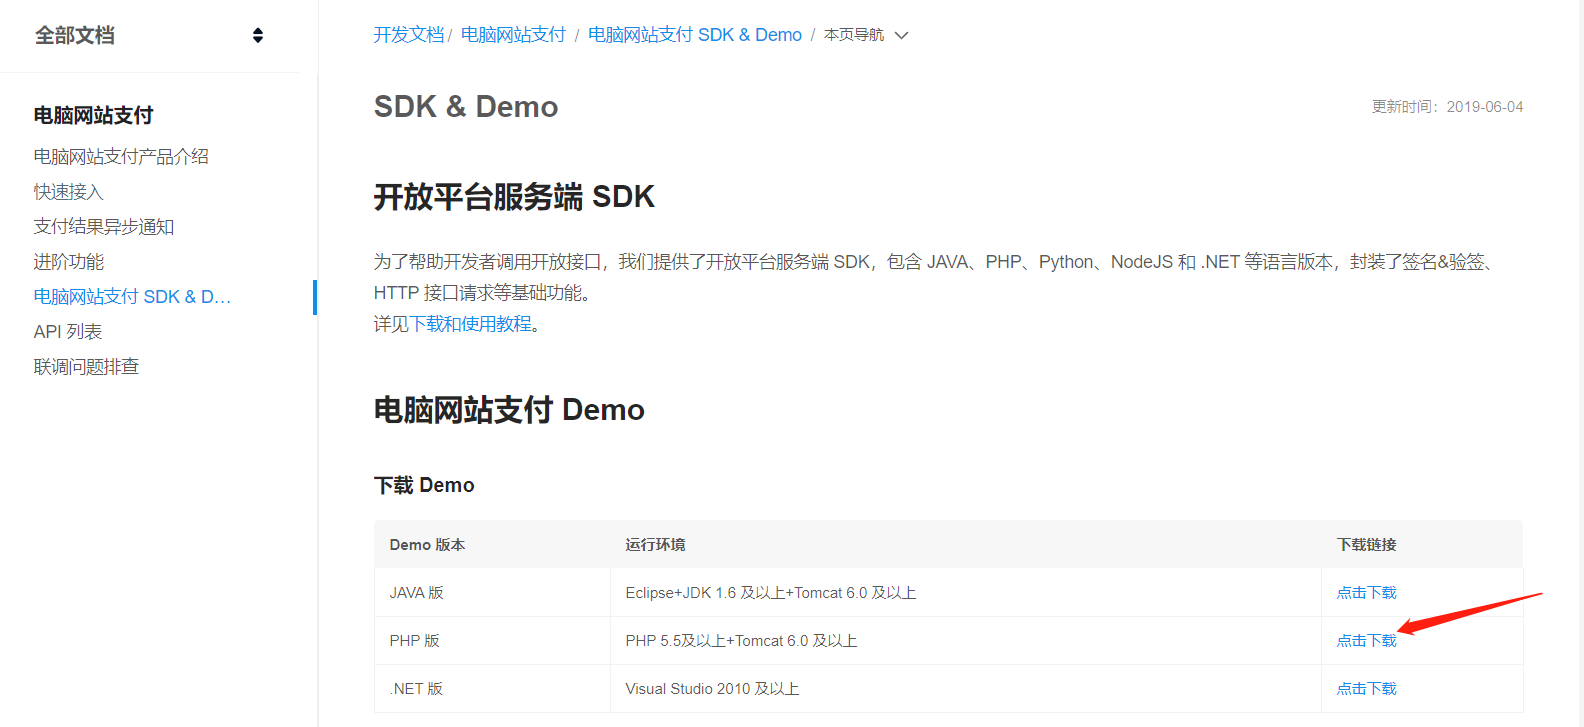 全部文档
开发文档 / 电脑网站支付 / 电脑网站支付 SDK & Demo / 本页导航
电脑网站支付
电脑网站支付产品介绍
快速接入
支付结果异步通知
进阶功能
电脑网站支付 SDK & D...
API 列表
联调问题排查
SDK & Demo
更新时间：2019-06-04
开放平台服务端 SDK
为了帮助开发者调用开放接口，我们提供了开放平台服务端 SDK，包含 JAVA、PHP、Python、NodeJS 和 .NET 等语言版本，封装了签名&验签、
HTTP 接口请求等基础功能。
详见下载和使用教程。
电脑网站支付 Demo
下载 Demo
Demo 版本 运行环境 下载链接
JAVA 版 Eclipse+JDK 1.6 及以上+Tomcat 6.0 及以上 点击下载
PHP 版 PHP 5.5及以上+Tomcat 6.0 及以上 点击下载
.NET 版 Visual Studio 2010 及以上 点击下载